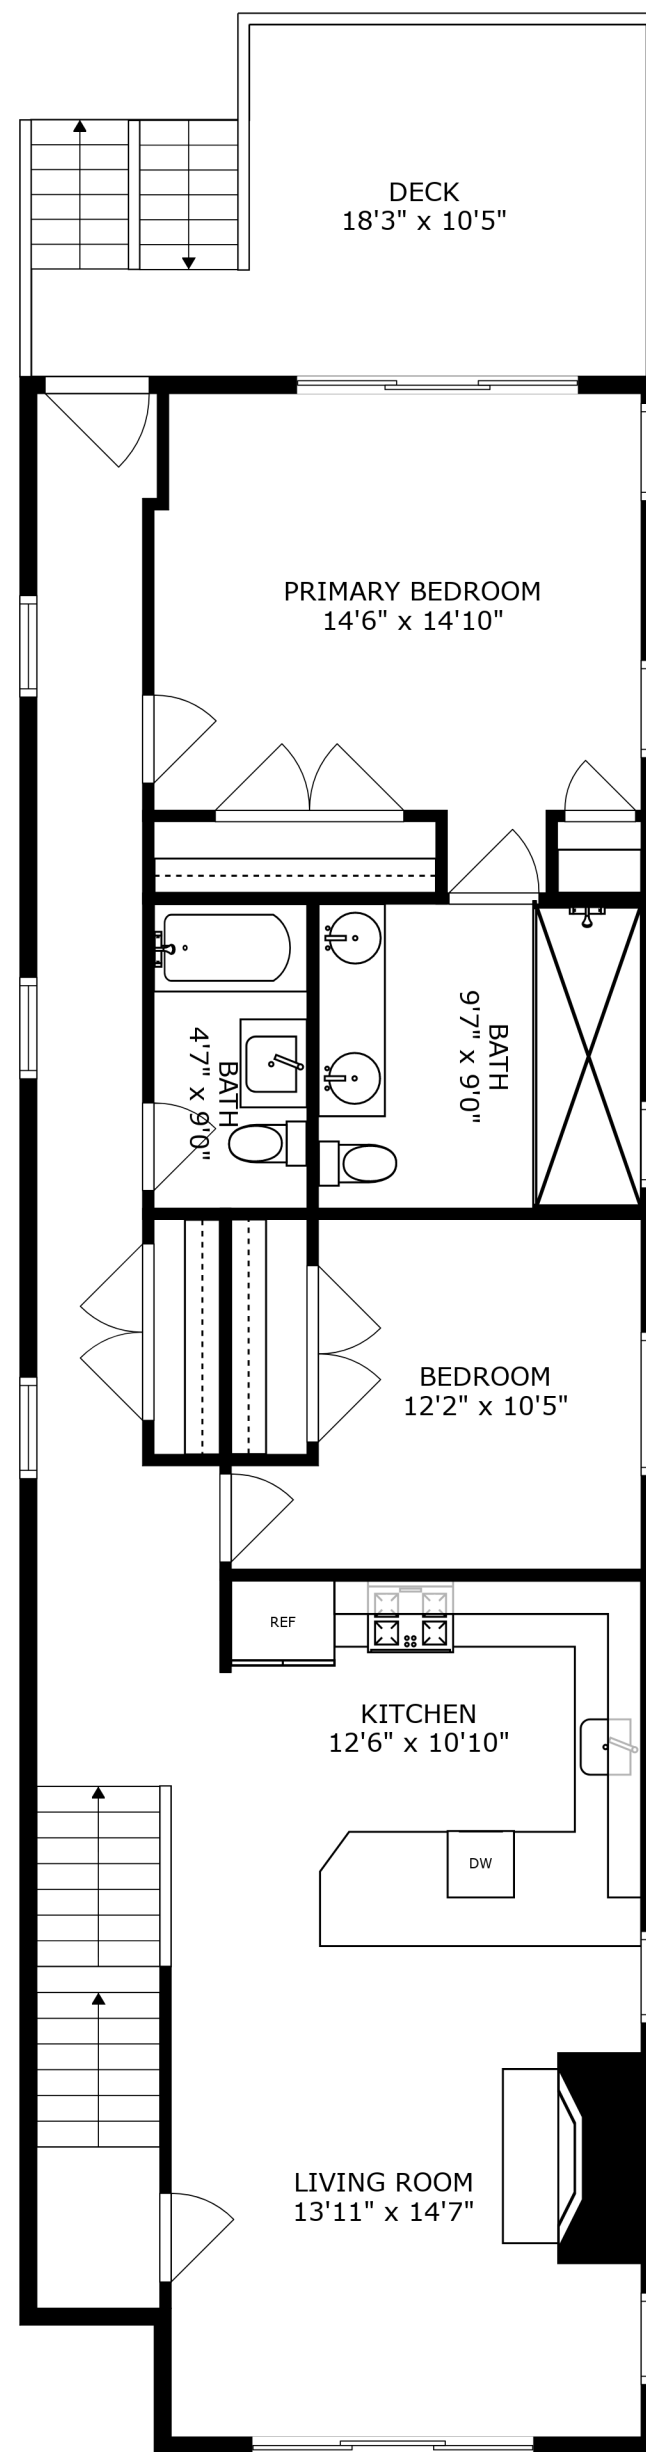 DECK
18'3" x 10'5"
PRIMARY BEDROOM
14'6" x 14'10"
BATH
4'7" x 9'0"
BATH
9'7" x 9'0"
BEDROOM
12'2" x 10'5"
REF
KITCHEN
12'6" x 10'10"
DW
LIVING ROOM
13'11" x 14'7"